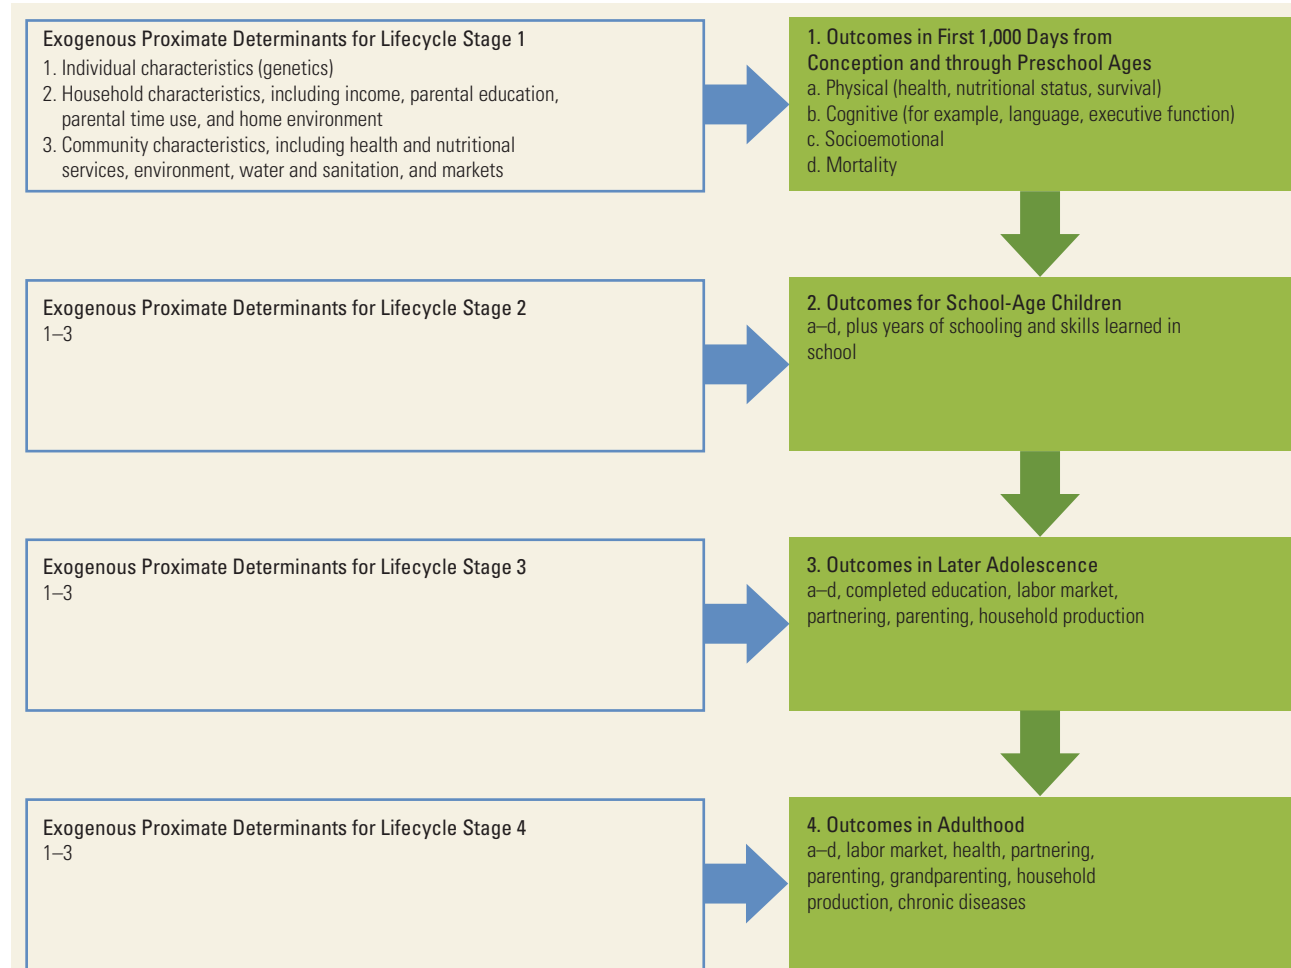 Exogenous Proximate Determinants for Lifecycle Stage 1
1. Individual characteristics (genetics)
2. Household characteristics, including income, parental education,
parental time use, and home environment
3. Community characteristics, including health and nutritional
services, environment, water and sanitation, and markets
1. Outcomes in First 1,000 Days from
Conception and through Preschool Ages
a. Physical (health, nutritional status, survival)
b. Cognitive (for example, language, executive function)
c. Socioemotional
d. Mortality
Exogenous Proximate Determinants for Lifecycle Stage 2
1–3
2. Outcomes for School-Age Children
a–d, plus years of schooling and skills learned in
school
Exogenous Proximate Determinants for Lifecycle Stage 3
1–3
3. Outcomes in Later Adolescence
a–d, completed education, labor market,
partnering, parenting, household production
Exogenous Proximate Determinants for Lifecycle Stage 4
1–3
4. Outcomes in Adulthood
a–d, labor market, health, partnering,
parenting, grandparenting, household
production, chronic diseases